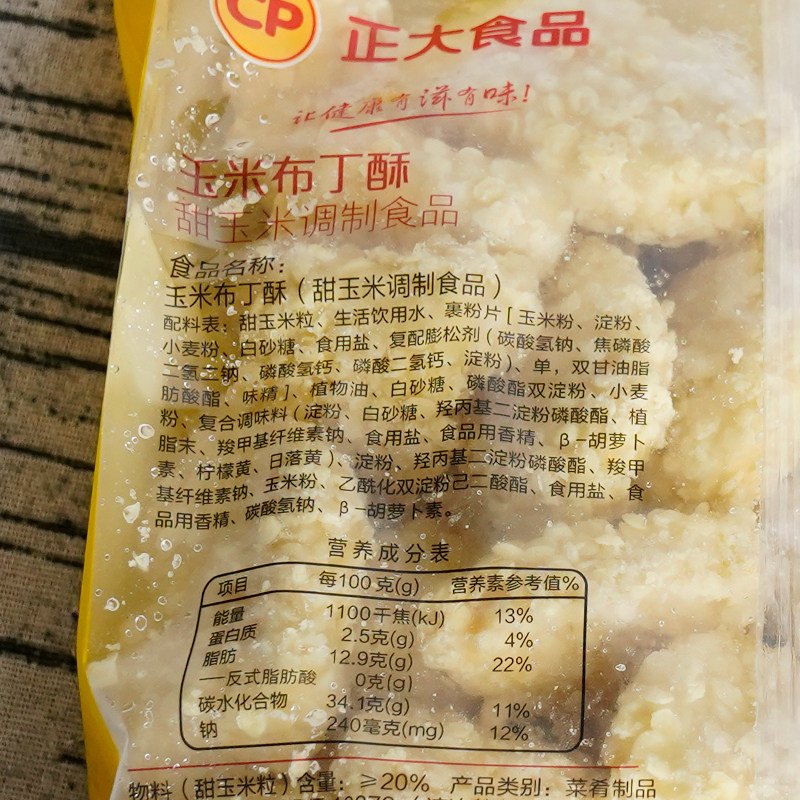 CP
正大食品
让健康有滋有味!
玉米布丁酥
甜玉米调制食品
食品名称:
玉米布丁酥(甜玉米调制食品)
配料表: 甜玉米粒、生活饮用水、裹粉片[玉米粉、淀粉、
小麦粉、白砂糖、食用盐、复配膨松剂(碳酸氢钠、焦磷酸
二氢二钠、磷酸氢钙、磷酸二氢钙、淀粉)、单,双甘油脂
肪酸酯、味精]、植物油、白砂糖、磷酸酯双淀粉、小麦
粉、复合调味料(淀粉、白砂糖、羟丙基二淀粉磷酸酯、植
脂末、羧甲基纤维素钠、食用盐、食品用香精、β-胡萝卜
素、柠檬黄、日落黄)、淀粉、羟丙基二淀粉磷酸酯、羧甲
基纤维素钠、玉米粉、乙酰化双淀粉己二酸酯、食用盐、食
品用香精、碳酸氢钠、β-胡萝卜素。
营养成分表
项目 每100克(g) 营养素参考值%
能量 1100千焦(kJ) 13%
蛋白质 2.5克(g) 4%
脂肪 12.9克(g) 22%
——反式脂肪酸 0克(g)
碳水化合物 34.1克(g) 11%
钠 240毫克(mg) 12%
物料(甜玉米粒)含量: ≥20% 产品类别: 菜肴制品